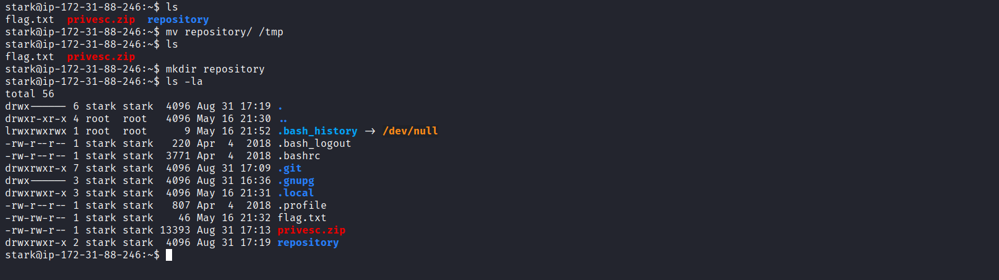 stark@ip-172-31-88-246:~$ ls
flag.txt  privesc.zip  repository
stark@ip-172-31-88-246:~$ mv repository/ /tmp
stark@ip-172-31-88-246:~$ ls
flag.txt  privesc.zip
stark@ip-172-31-88-246:~$ mkdir repository
stark@ip-172-31-88-246:~$ ls -la
total 56
drwx------ 6 stark stark  4096 Aug 31 17:19 .
drwxr-xr-x 4 root  root   4096 May 16 21:30 ..
lrwxrwxrwx 1 root  root      9 May 16 21:52 .bash_history -> /dev/null
-rw-r--r-- 1 stark stark   220 Apr  4  2018 .bash_logout
-rw-r--r-- 1 stark stark  3771 Apr  4  2018 .bashrc
drwxrwxr-x 7 stark stark  4096 Aug 31 17:09 .git
drwx------ 3 stark stark  4096 Aug 31 16:36 .gnupg
drwxrwxr-x 3 stark stark  4096 May 16 21:31 .local
-rw-r--r-- 1 stark stark   807 Apr  4  2018 .profile
-rw-rw-r-- 1 stark stark    46 May 16 21:32 flag.txt
-rw-rw-r-- 1 stark stark 13393 Aug 31 17:13 privesc.zip
drwxrwxr-x 2 stark stark  4096 Aug 31 17:19 repository
stark@ip-172-31-88-246:~$